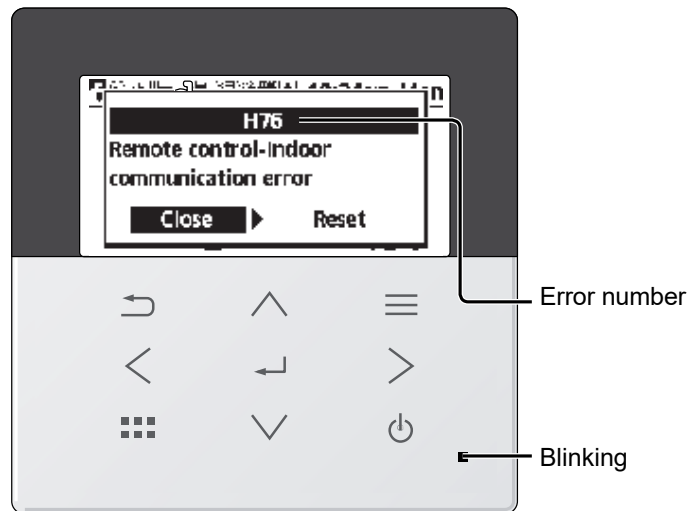 H76
Remote control-Indoor
communication error
Close
Reset
Error number
Blinking